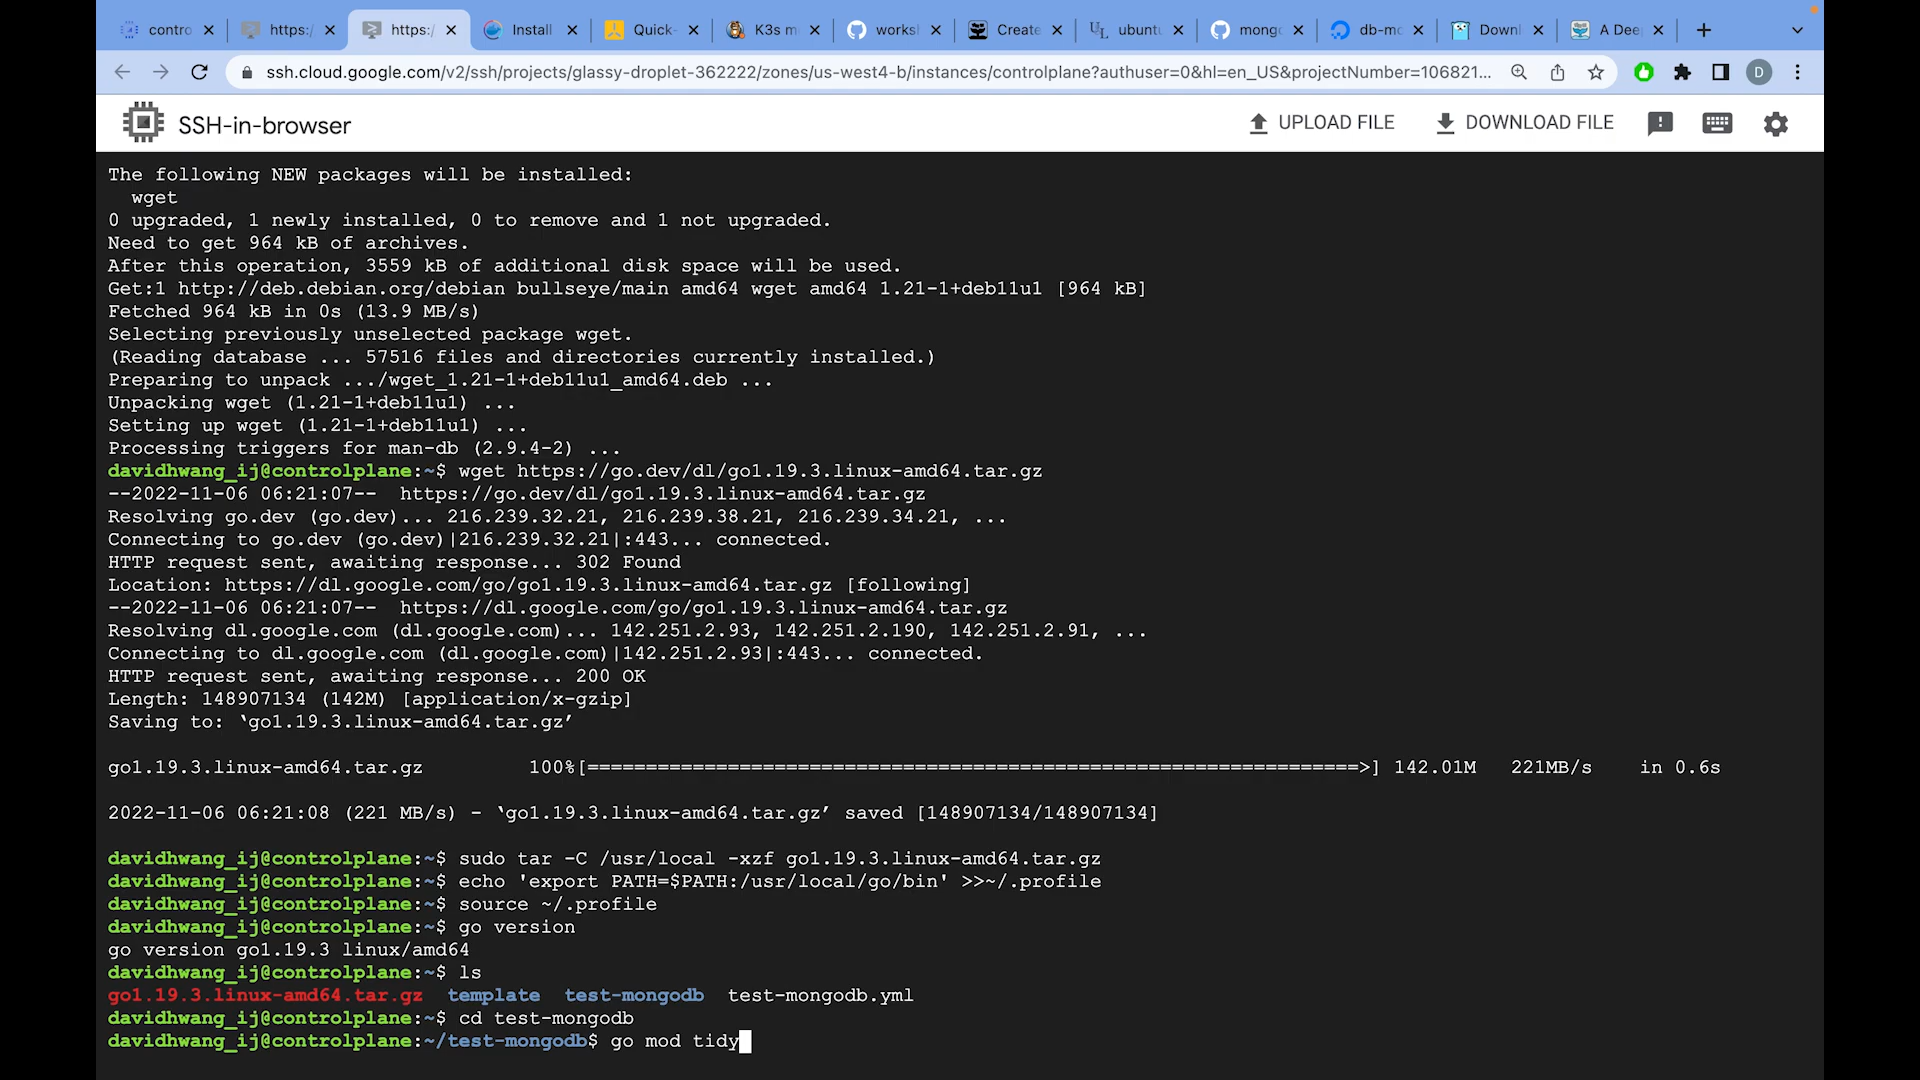 contro
https:/
https:/
Install
Quick-
K3s m
works
Create
ubunt
mong
db-mo
Downl
A Dee
ssh.cloud.google.com/v2/ssh/projects/glassy-droplet-362222/zones/us-west4-b/instances/controlplane?authuser=0&hl=en_US&projectNumber=106821...
D
SSH-in-browser
UPLOAD FILE
DOWNLOAD FILE
The following NEW packages will be installed:
wget
0 upgraded, 1 newly installed, 0 to remove and 1 not upgraded.
Need to get 964 kB of archives.
After this operation, 3559 kB of additional disk space will be used.
Get:1 http://deb.debian.org/debian bullseye/main amd64 wget amd64 1.21-1+deb11u1 [964 kB]
Fetched 964 kB in 0s (13.9 MB/s)
Selecting previously unselected package wget.
(Reading database ... 57516 files and directories currently installed.)
Preparing to unpack .../wget_1.21-1+deb11u1_amd64.deb ...
Unpacking wget (1.21-1+deb11u1) ...
Setting up wget (1.21-1+deb11u1) ...
Processing triggers for man-db (2.9.4-2) ...
davidhwang_ij@controlplane:~$ wget https://go.dev/dl/go1.19.3.linux-amd64.tar.gz
--2022-11-06 06:21:07-- https://go.dev/dl/go1.19.3.linux-amd64.tar.gz
Resolving go.dev (go.dev)... 216.239.32.21, 216.239.38.21, 216.239.34.21, ...
Connecting to go.dev (go.dev)|216.239.32.21|:443... connected.
HTTP request sent, awaiting response... 302 Found
Location: https://dl.google.com/go/go1.19.3.linux-amd64.tar.gz [following]
--2022-11-06 06:21:07-- https://dl.google.com/go/go1.19.3.linux-amd64.tar.gz
Resolving dl.google.com (dl.google.com)... 142.251.2.93, 142.251.2.190, 142.251.2.91, ...
Connecting to dl.google.com (dl.google.com)|142.251.2.93|:443... connected.
HTTP request sent, awaiting response... 200 OK
Length: 148907134 (142M) [application/x-gzip]
Saving to: ‘go1.19.3.linux-amd64.tar.gz’
go1.19.3.linux-amd64.tar.gz 100%[==================================================================>] 142.01M 221MB/s in 0.6s
2022-11-06 06:21:08 (221 MB/s) - ‘go1.19.3.linux-amd64.tar.gz’ saved [148907134/148907134]
davidhwang_ij@controlplane:~$ sudo tar -C /usr/local -xzf go1.19.3.linux-amd64.tar.gz
davidhwang_ij@controlplane:~$ echo 'export PATH=$PATH:/usr/local/go/bin' >>~/.profile
davidhwang_ij@controlplane:~$ source ~/.profile
davidhwang_ij@controlplane:~$ go version
go version go1.19.3 linux/amd64
davidhwang_ij@controlplane:~$ ls
go1.19.3.linux-amd64.tar.gz template test-mongodb test-mongodb.yml
davidhwang_ij@controlplane:~$ cd test-mongodb
davidhwang_ij@controlplane:~/test-mongodb$ go mod tidy